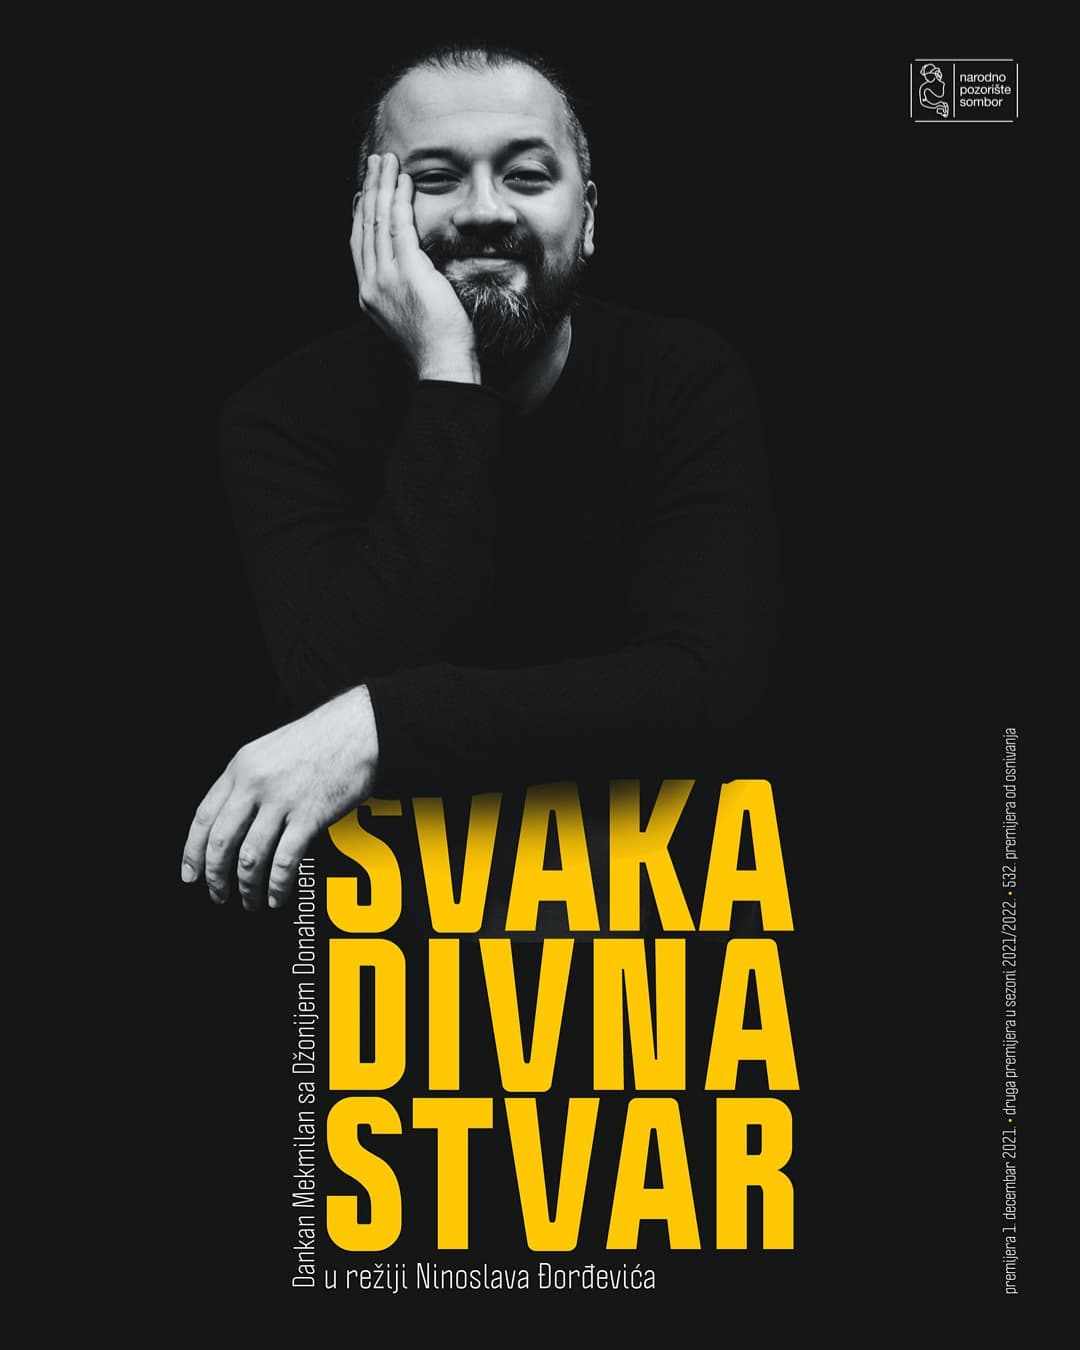 narodno
pozorište
sombor
SVAKA
DIVNA
STVAR
Dankan Mekmilan sa Džonijem Donahouem
u režiji Ninoslava Đorđevića
premijera 1. decembar 2021. • druga premijera u sezoni 2021/2022. • 532. premijera od osnivanja